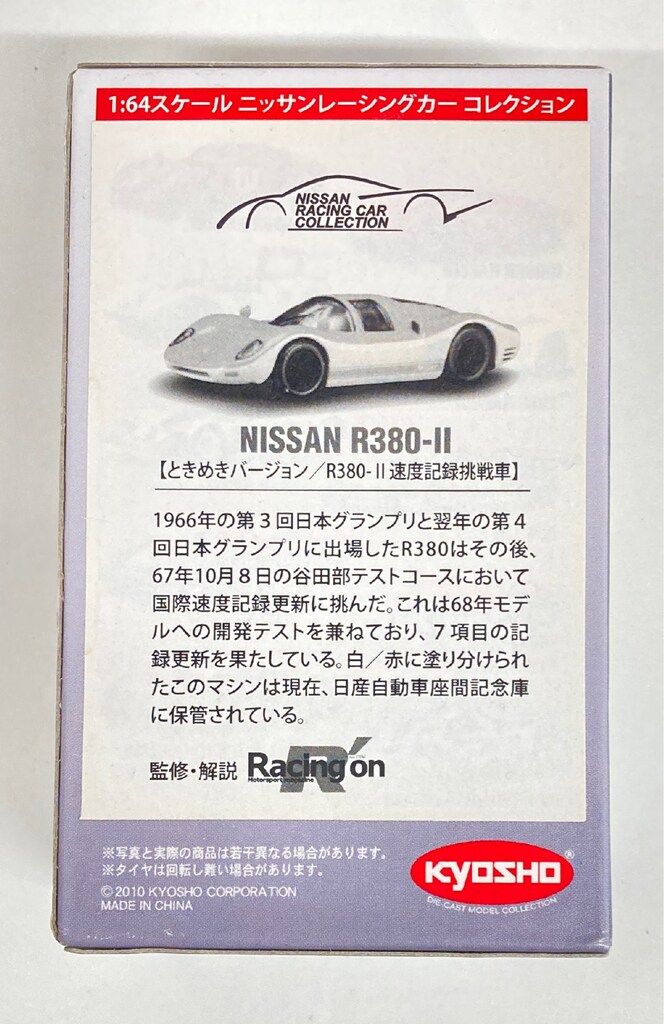 1:64スケール ニッサンレーシングカー コレクション
NISSAN
RACING CAR
COLLECTION
NISSAN R380-II
【ときめきバージョン/R380-II速度記録挑戦車】
1966年の第3回日本グランプリと翌年の第4
回日本グランプリに出場したR380はその後、
67年10月8日の谷田部テストコースにおいて
国際速度記録更新に挑んだ。これは68年モデ
ルへの開発テストを兼ねており、7項目の記
録更新を果たしている。白/赤に塗り分けられ
たこのマシンは現在、日産自動車座間記念庫
に保管されている。
監修・解説 Racing'on
Motorsport magazine
※写真と実際の商品は若干異なる場合があります。
※タイヤは回転し難い場合があります。
©2010 KYOSHO CORPORATION
MADE IN CHINA
KYOSHO®
DIE CAST MODEL COLLECTION